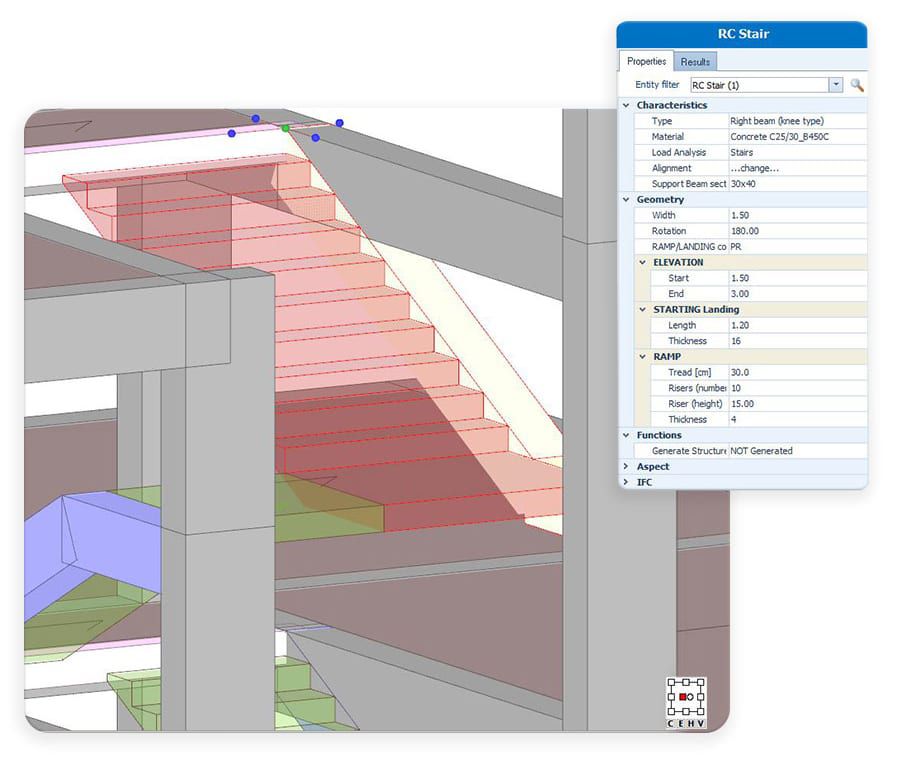 RC Stair
Properties Results
Entity filter RC Stair (1)
Characteristics
Type Right beam (knee type)
Material Concrete C25/30_B450C
Load Analysis Stairs
Alignment ...change...
Support Beam sect 30x40
Geometry
Width 1.50
Rotation 180.00
RAMP/LANDING co PR
ELEVATION
Start 1.50
End 3.00
STARTING Landing
Length 1.20
Thickness 16
RAMP
Tread [cm] 30.0
Risers (number 10
Riser (height) 15.00
Thickness 4
Functions
Generate Structure NOT Generated
Aspect
IFC
C E H V